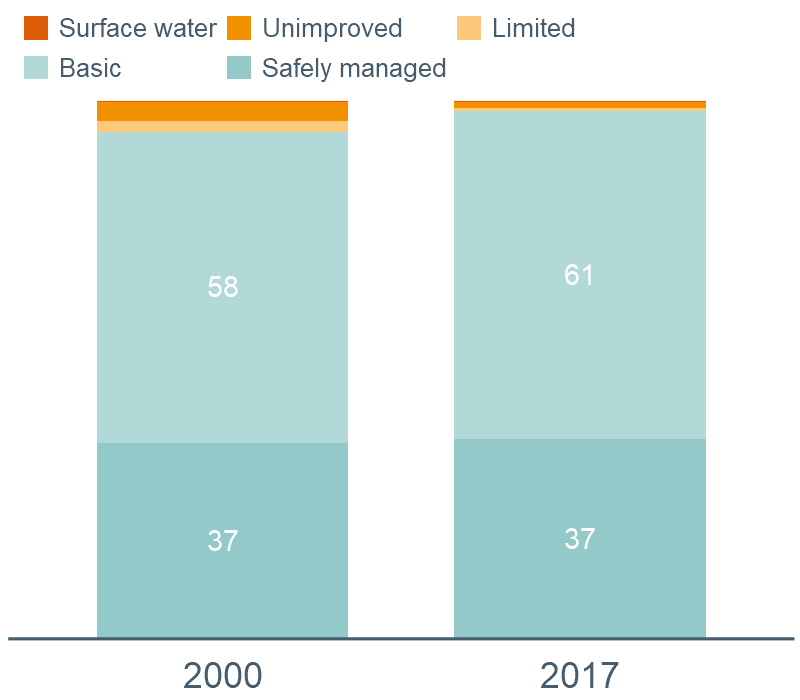 Surface water Unimproved Limited
Basic Safely managed
58 61
37 37
2000 2017